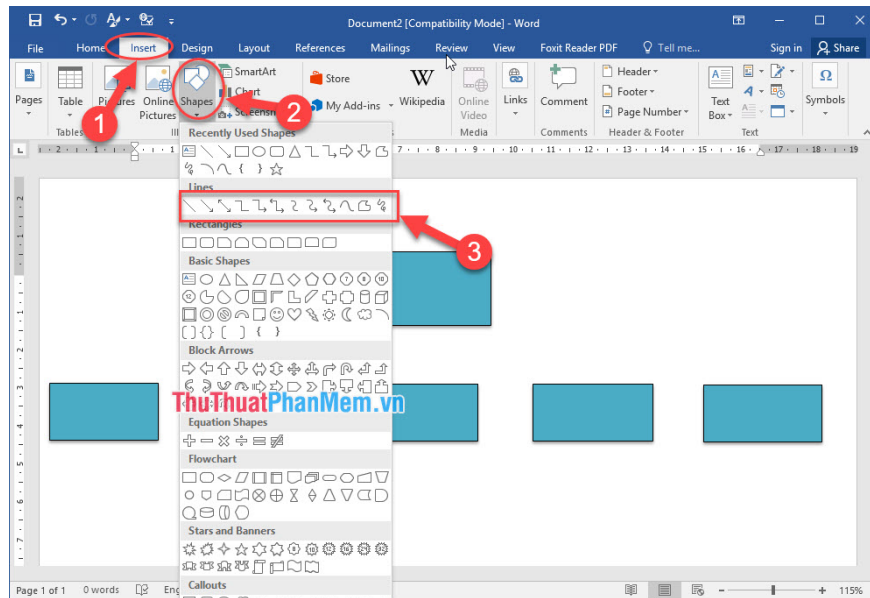 Document2 [Compatibility Mode] - Word
File Home Insert Design Layout References Mailings Review View Foxit Reader PDF Tell me... Sign in Share
Pages Table Pictures Online Pictures Shapes SmartArt Chart Store My Add-ins Wikipedia Online Video Links Comment Header Footer Page Number Text Box Symbols
Tables Media Comments Header & Footer Text
1 2 3
Recently Used Shapes
Lines
Rectangles
Basic Shapes
Block Arrows
ThuThuatPhanMem.vn
Equation Shapes
Flowchart
Stars and Banners
Callouts
Page 1 of 1 0 words 115%